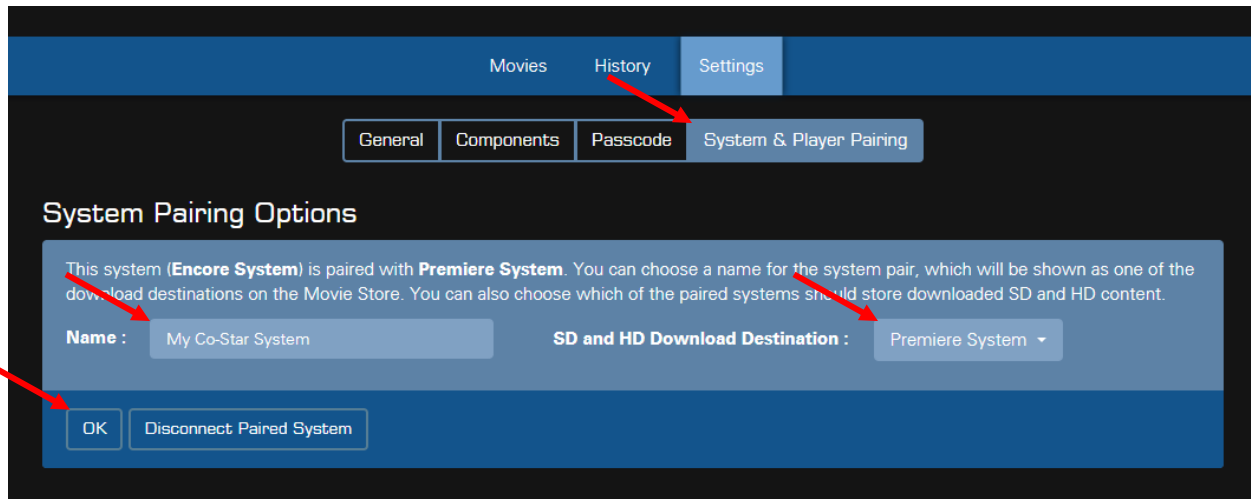 Movies History Settings
General Components Passcode System & Player Pairing
System Pairing Options
This system (Encore System) is paired with Premiere System. You can choose a name for the system pair, which will be shown as one of the
download destinations on the Movie Store. You can also choose which of the paired systems should store downloaded SD and HD content.
Name : My Co-Star System SD and HD Download Destination : Premiere System
OK Disconnect Paired System